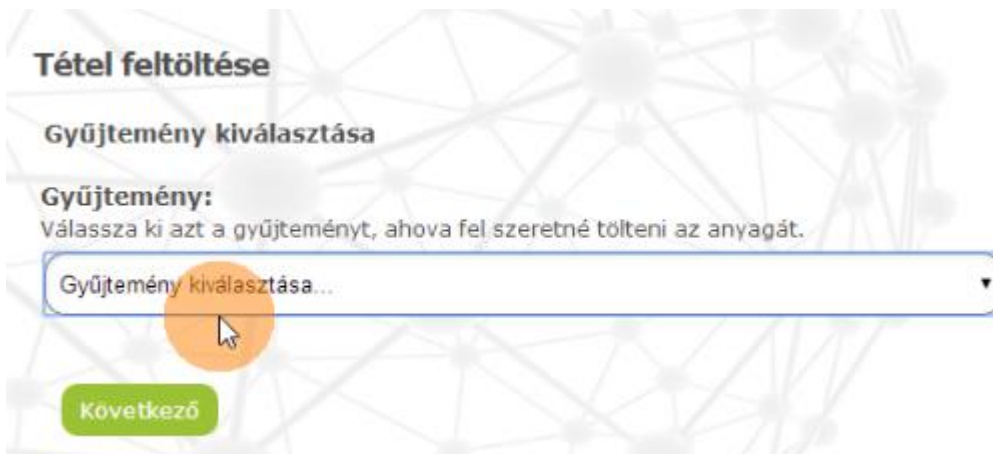 Tétel feltöltése
Gyűjtemény kiválasztása
Gyűjtemény:
Válassza ki azt a gyűjteményt, ahova fel szeretné tölteni az anyagát.
Gyűjtemény kiválasztása...
Következő